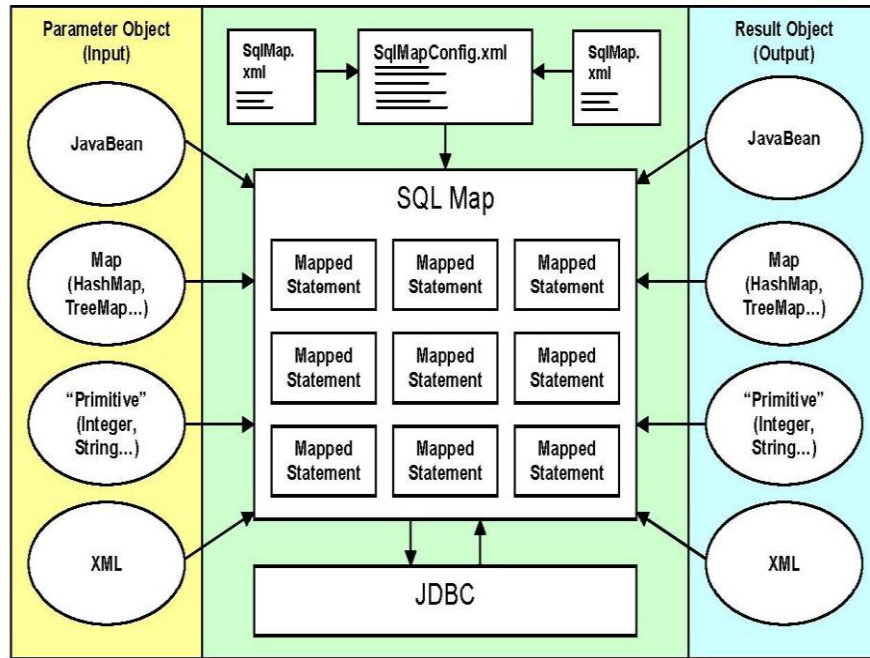 Parameter Object
(Input)
JavaBean
Map
(HashMap,
TreeMap...)
“Primitive”
(Integer,
String...)
XML
SqlMap.
xml
SqlMapConfig.xml
SqlMap.
xml
SQL Map
Mapped
Statement
Mapped
Statement
Mapped
Statement
Mapped
Statement
Mapped
Statement
Mapped
Statement
Mapped
Statement
Mapped
Statement
Mapped
Statement
JDBC
Result Object
(Output)
JavaBean
Map
(HashMap,
TreeMap...)
“Primitive”
(Integer,
String...)
XML